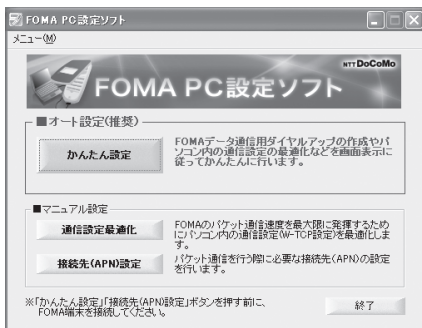 FOMA PC設定ソフト
メニュー(M)
NTT DoCoMo
FOMA PC設定ソフト
■オート設定(推奨)
かんたん設定
FOMAデータ通信用ダイヤルアップの作成やパ
ソコン内の通信設定の最適化などを画面表示に
従ってかんたんに行います。
■マニュアル設定
通信設定最適化
FOMAのパケット通信速度を最大限に発揮するため
にパソコン内の通信設定(W-TCP設定)を最適化しま
す。
接続先(APN)設定
パケット通信を行う際に必要な接続先(APN)の設定
を行います。
※「かんたん設定」「接続先(APN)設定」ボタンを押す前に、
FOMA端末を接続してください。
終了